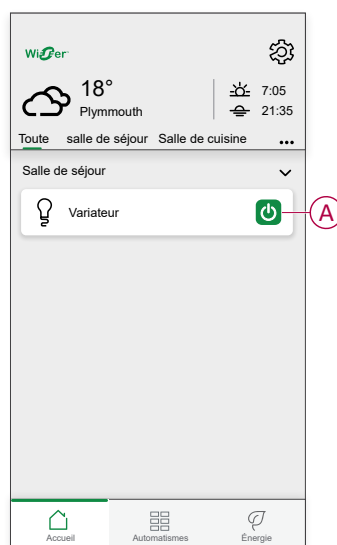 Wiser
18°
7:05
Plymmouth
21:35
Toute salle de séjour Salle de cuisine ...
Salle de séjour
Variateur
A
Accueil Automatismes Énergie